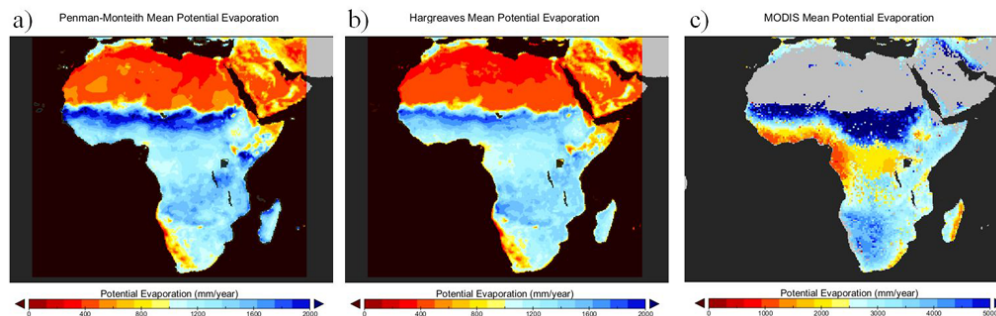 a) Penman-Monteith Mean Potential Evaporation
b) Hargreaves Mean Potential Evaporation
c) MODIS Mean Potential Evaporation
Potential Evaporation (mm/year)
0 400 800 1200 1600 2000
Potential Evaporation (mm/year)
0 400 800 1200 1600 2000
Potential Evaporation (mm/year)
0 1000 2000 3000 4000 5000